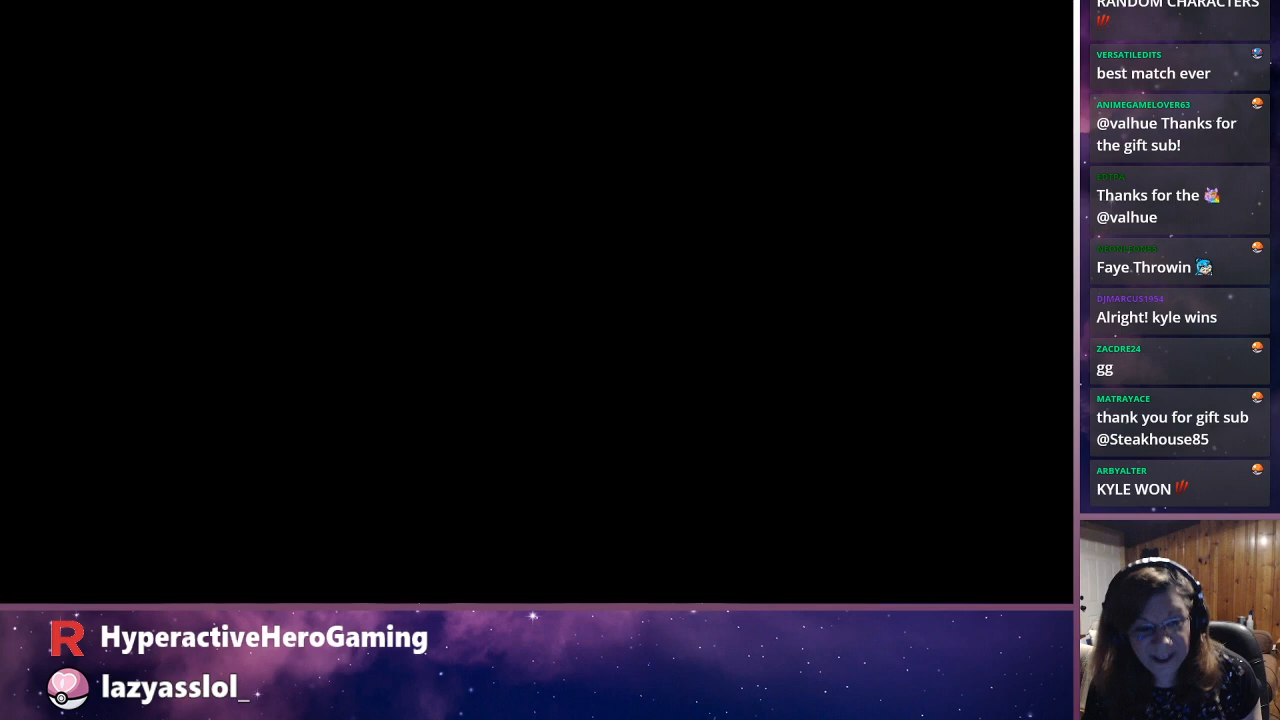 RANDOM CHARACTERS
VERSATILEDITS
best match ever
ANIMEGAMELOVER63
@valhue Thanks for
the gift sub!
Thanks for the
@valhue
Faye Throwin
DJMARCUS1954
Alright! kyle wins
ZACDRE24
gg
MATRAYACE
thank you for gift sub
@Steakhouse85
ARBYALTER
KYLE WON
R HyperactiveHeroGaming
lazyasslol_